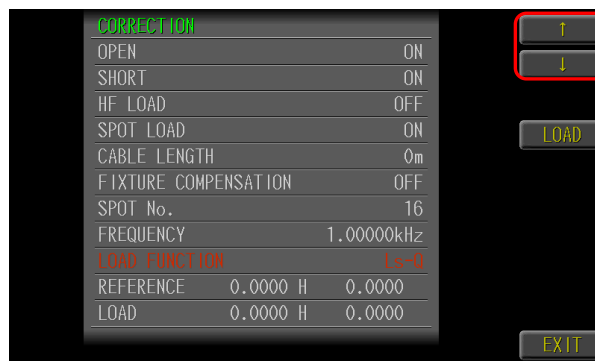 CORRECTION
OPEN ON
SHORT ON
HF LOAD OFF
SPOT LOAD ON
CABLE LENGTH 0m
FIXTURE COMPENSATION OFF
SPOT No. 16
FREQUENCY 1.00000kHz
LOAD FUNCTION Ls-Q
REFERENCE 0.0000 H 0.0000
LOAD 0.0000 H 0.0000
↑
↓
LOAD
EXIT